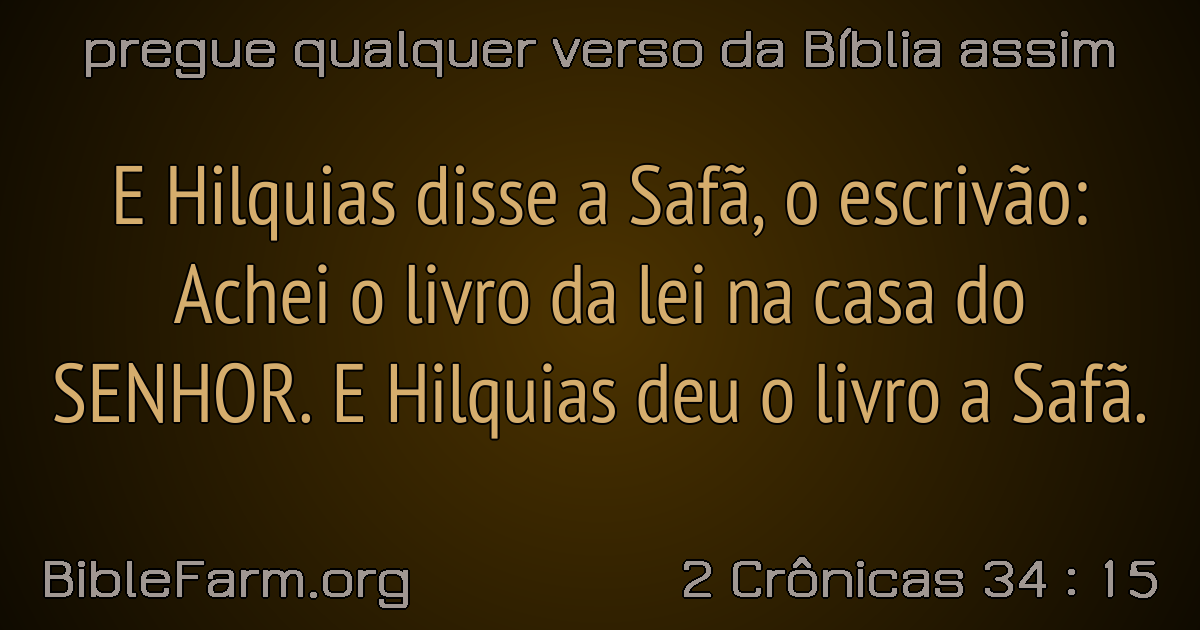 pregue qualquer verso da Bíblia assim
E Hilquias disse a Safã, o escrivão:
Achei o livro da lei na casa do
SENHOR. E Hilquias deu o livro a Safã.
BibleFarm.org
2 Crônicas 34 : 15